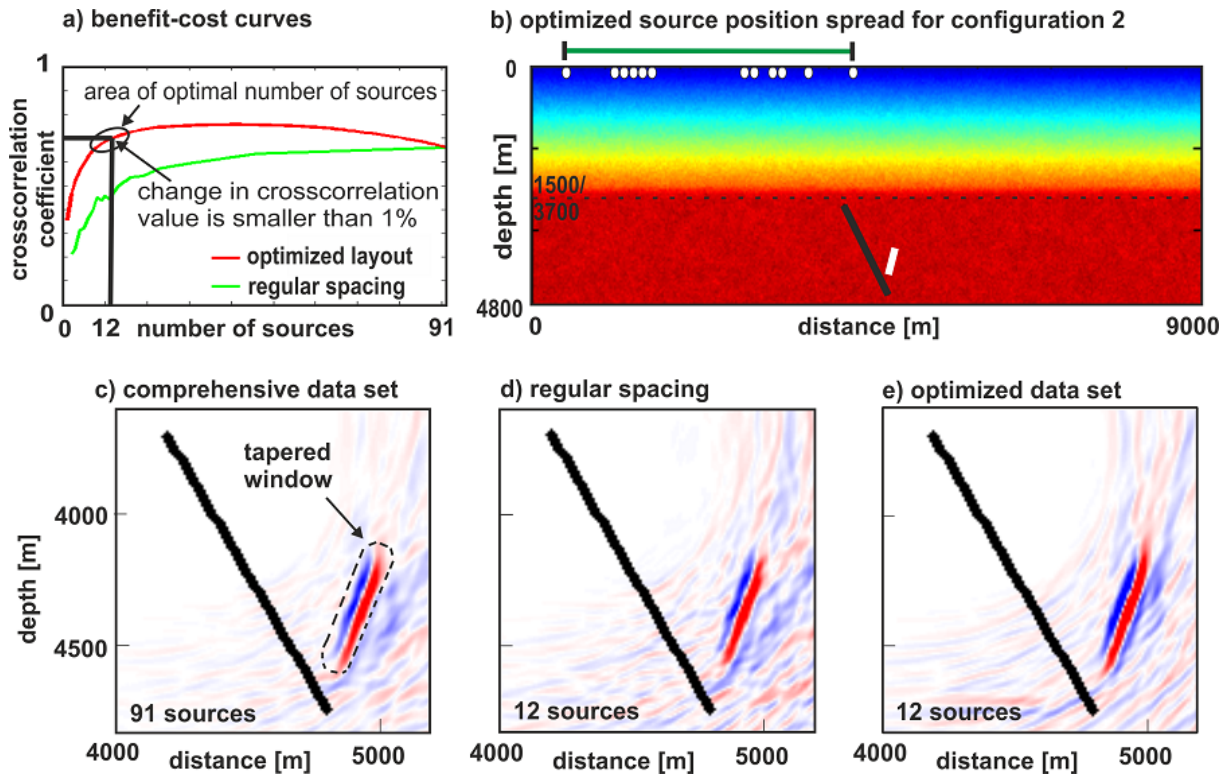 a) benefit-cost curves
1
area of optimal number of sources
crosscorrelation
coefficient
change in crosscorrelation
value is smaller than 1%
optimized layout
regular spacing
0
0 12 number of sources 91
b) optimized source position spread for configuration 2
0
depth [m]
1500/
3700
4800
0 distance [m] 9000
c) comprehensive data set
tapered
window
4000
depth [m]
4500
91 sources
4000 distance [m] 5000
d) regular spacing
12 sources
5000
e) optimized data set
12 sources
4000 distance [m] 5000